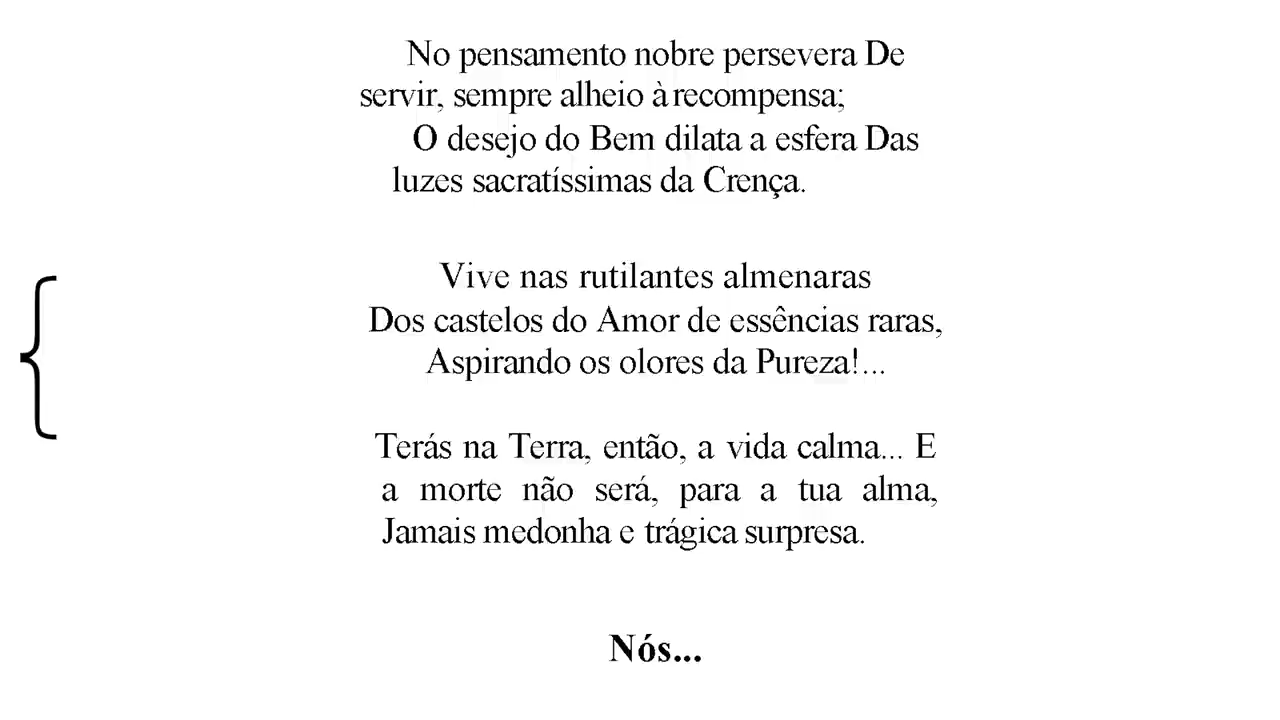 No pensamento nobre persevera De
servir, sempre alheio à recompensa;
O desejo do Bem dilata a esfera Das
luzes sacratíssimas da Crença.
Vive nas rutilantes almenaras
Dos castelos do Amor de essências raras,
Aspirando os olores da Pureza!...
Terás na Terra, então, a vida calma... E
a morte não será, para a tua alma,
Jamais medonha e trágica surpresa.
Nós...